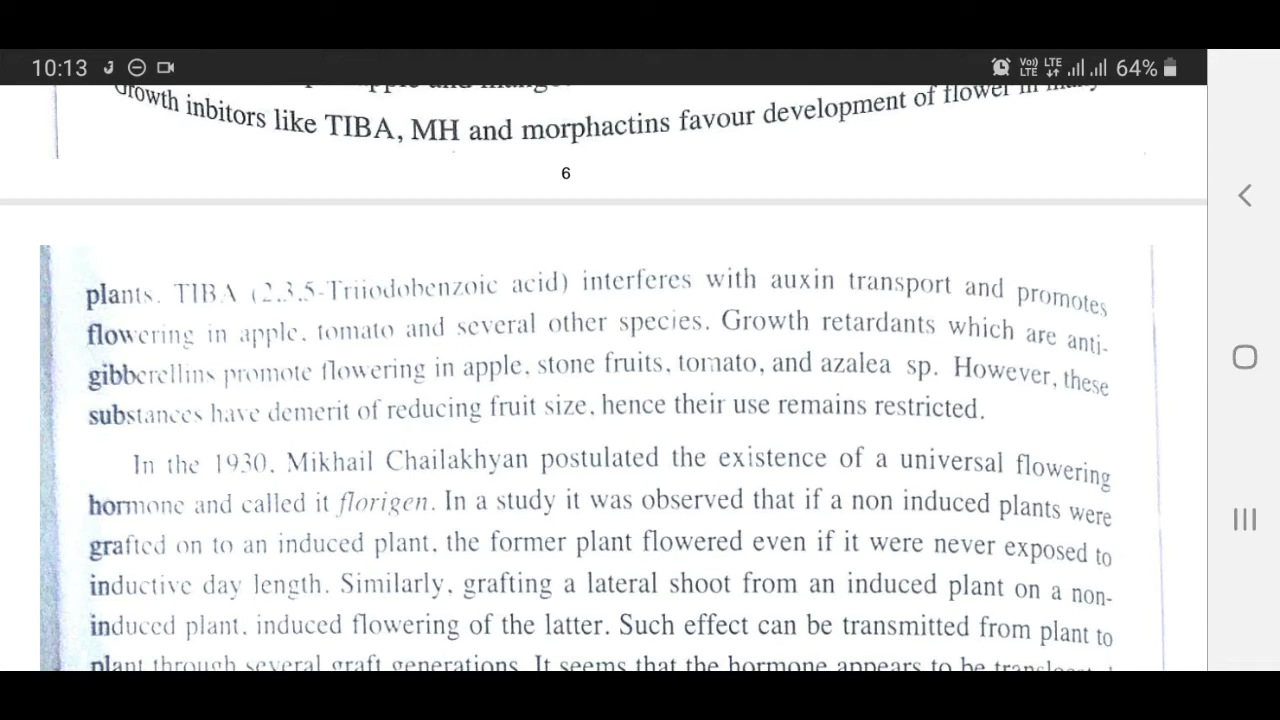 10:13
Vo) LTE
LTE 64%
Growth inbitors like TIBA, MH and morphactins favour development of flower in
6
plants. TIBA (2,3,5-Triiodobenzoic acid) interferes with auxin transport and promotes
flowering in apple, tomato and several other species. Growth retardants which are anti-
gibberellins promote flowering in apple, stone fruits, tomato, and azalea sp. However, these
substances have demerit of reducing fruit size, hence their use remains restricted.
In the 1930, Mikhail Chailakhyan postulated the existence of a universal flowering
hormone and called it florigen. In a study it was observed that if a non induced plants were
grafted on to an induced plant, the former plant flowered even if it were never exposed to
inductive day length. Similarly, grafting a lateral shoot from an induced plant on a non-
induced plant, induced flowering of the latter. Such effect can be transmitted from plant to
plant through several graft generations. It seems that the hormone appears to be